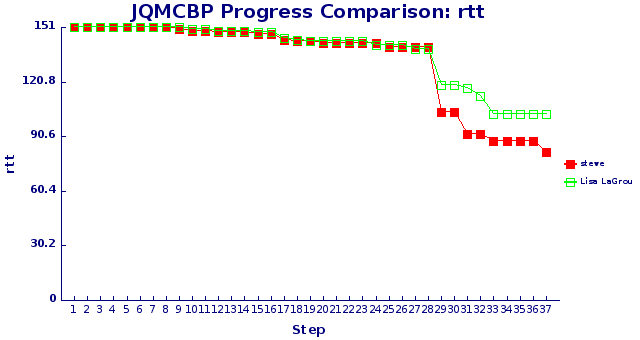 JQMCBP Progress Comparison: rtt
151
120.8
90.6
60.4
30.2
0
rtt
1 2 3 4 5 6 7 8 9 10 11 12 13 14 15 16 17 18 19 20 21 22 23 24 25 26 27 28 29 30 31 32 33 34 35 36 37
Step
steve
Lisa LaGrou